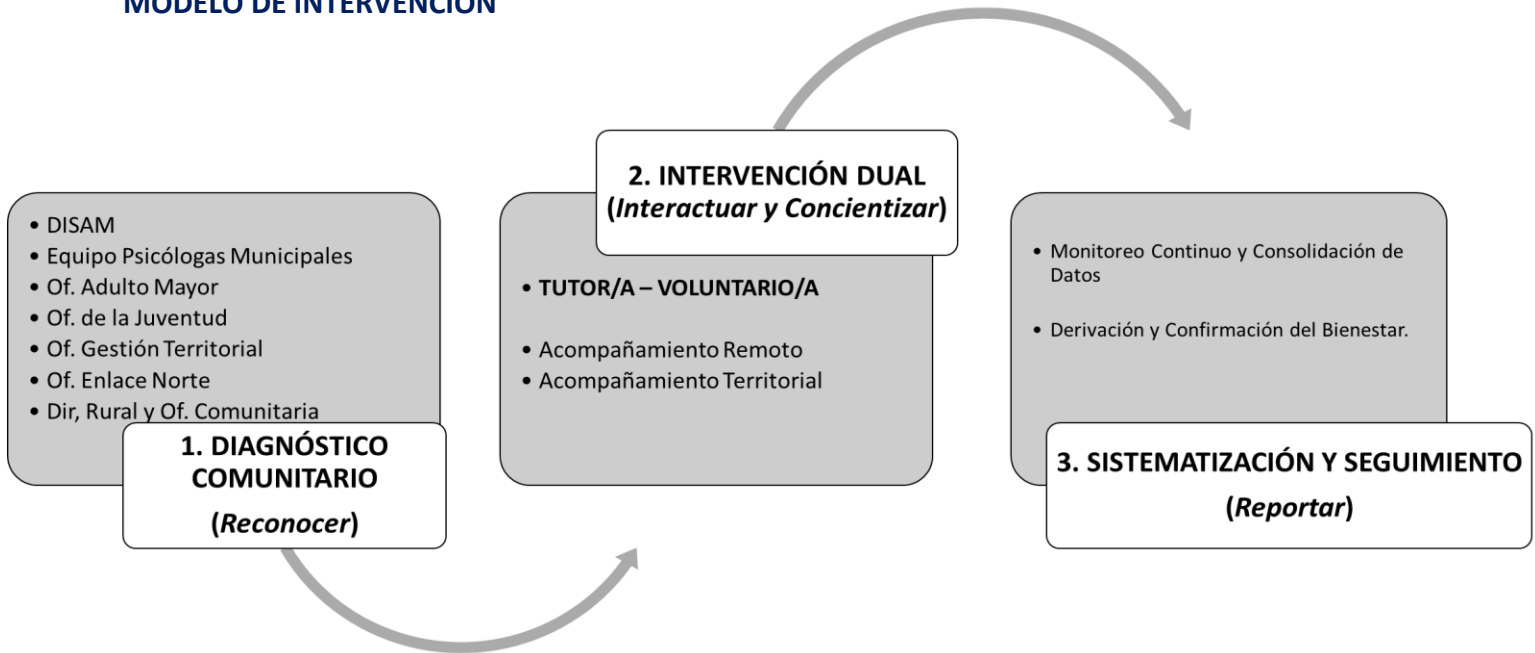 MODELO DE INTERVENCIÓN
• DISAM
• Equipo Psicólogas Municipales
• Of. Adulto Mayor
• Of. de la Juventud
• Of. Gestión Territorial
• Of. Enlace Norte
• Dir, Rural y Of. Comunitaria
1. DIAGNÓSTICO
COMUNITARIO
(Reconocer)
2. INTERVENCIÓN DUAL
(Interactuar y Concientizar)
• TUTOR/A – VOLUNTARIO/A
• Acompañamiento Remoto
• Acompañamiento Territorial
• Monitoreo Continuo y Consolidación de
Datos
• Derivación y Confirmación del Bienestar.
3. SISTEMATIZACIÓN Y SEGUIMIENTO
(Reportar)